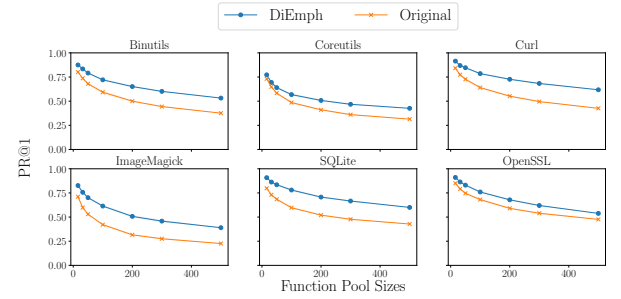 DiEmph Original
Binutils Coreutils Curl
1.00
0.75
0.50
0.25
0.00
ImageMagick SQLite OpenSSL
1.00
0.75
0.50
0.25
0.00
0 200 400 0 200 400 0 200 400
PR@1
Function Pool Sizes